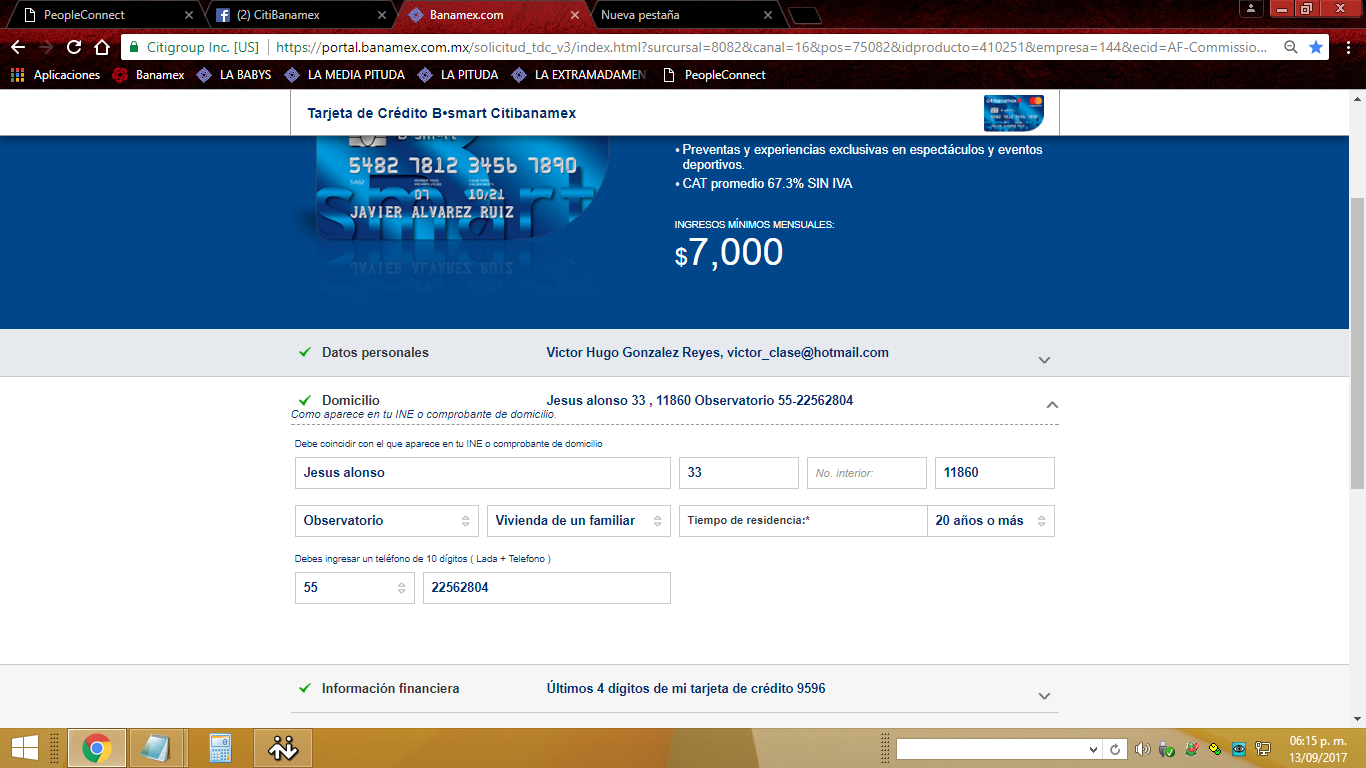 PeopleConnect
(2) CitiBanamex
Banamex.com
Nueva pestaña
Citigroup Inc. [US]
https://portal.banamex.com.mx/solicitud_tdc_v3/index.html?sursursal=8082&canal=16&pos=75082&idproducto=410251&empresa=144&ecid=AF-Commissio...
Aplicaciones
Banamex
LA BABYS
LA MEDIA PITUDA
LA PITUDA
LA EXTRAMADAMEN
PeopleConnect
Tarjeta de Crédito B•smart Citibanamex
citibanamex
• Preventas y experiencias exclusivas en espectáculos y eventos
deportivos.
• CAT promedio 67.3% SIN IVA
5482 7812 3456 7890
5482
07 10/21
JAVIER ALVAREZ RUIZ
smart
INGRESOS MÍNIMOS MENSUALES:
$7,000
Datos personales
Victor Hugo Gonzalez Reyes, victor_clase@hotmail.com
Domicilio
Jesus alonso 33 , 11860 Observatorio 55-22562804
Como aparece en tu INE o comprobante de domicilio.
Debe coincidir con el que aparece en tu INE o comprobante de domicilio
Jesus alonso
33
No. interior:
11860
Observatorio
Vivienda de un familiar
Tiempo de residencia:*
20 años o más
Debes ingresar un teléfono de 10 dígitos ( Lada + Telefono )
55
22562804
Información financiera
Últimos 4 dígitos de mi tarjeta de crédito 9596
06:15 p. m.
13/09/2017